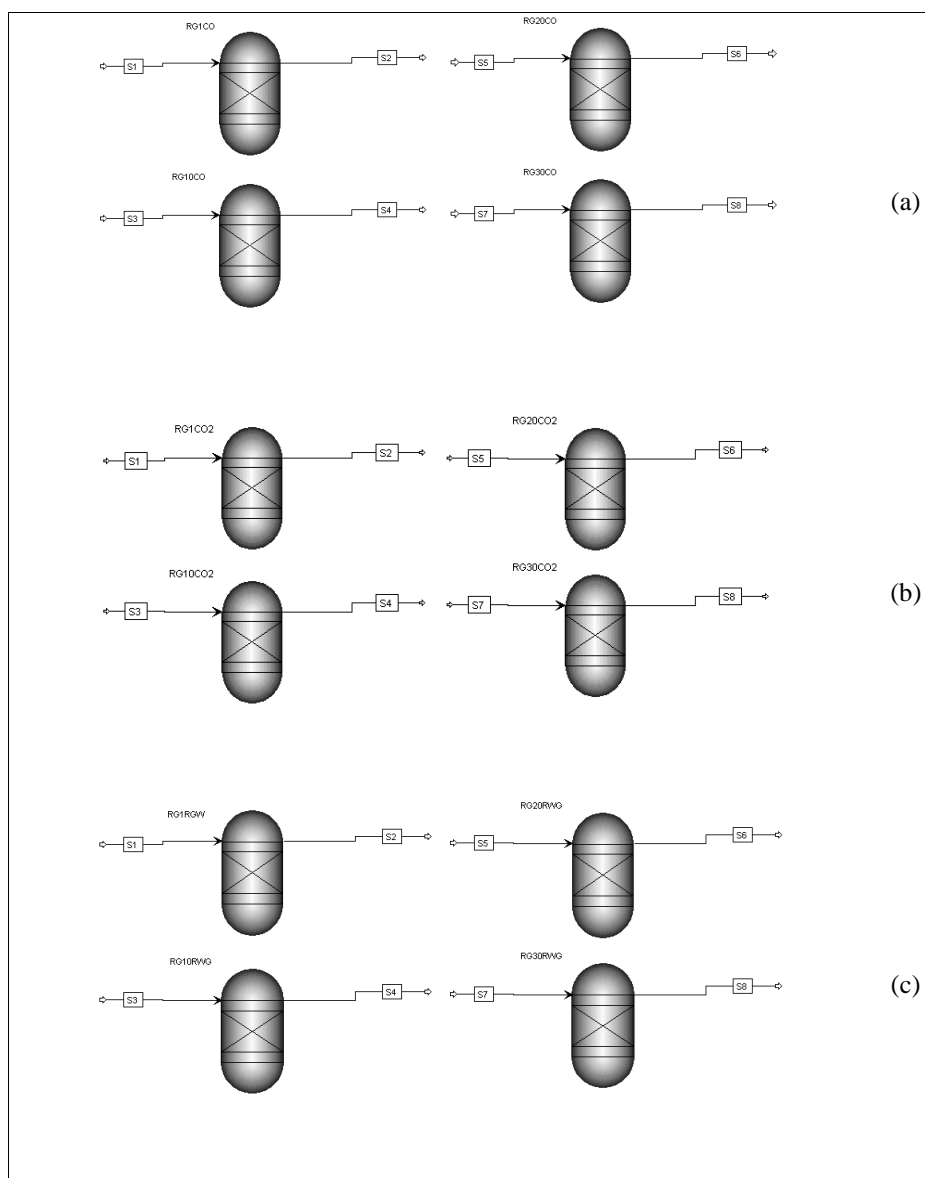 RG1CO
RG20CO
S1
S2
S5
S6
RG10CO
RG30CO
S3
S4
S7
S8
(a)
RG1CO2
RG20CO2
S1
S2
S5
S6
RG10CO2
RG30CO2
S3
S4
S7
S8
(b)
RG1RGW
RG20RWG
S1
S2
S5
S6
RG10RWG
RG30RWG
S3
S4
S7
S8
(c)